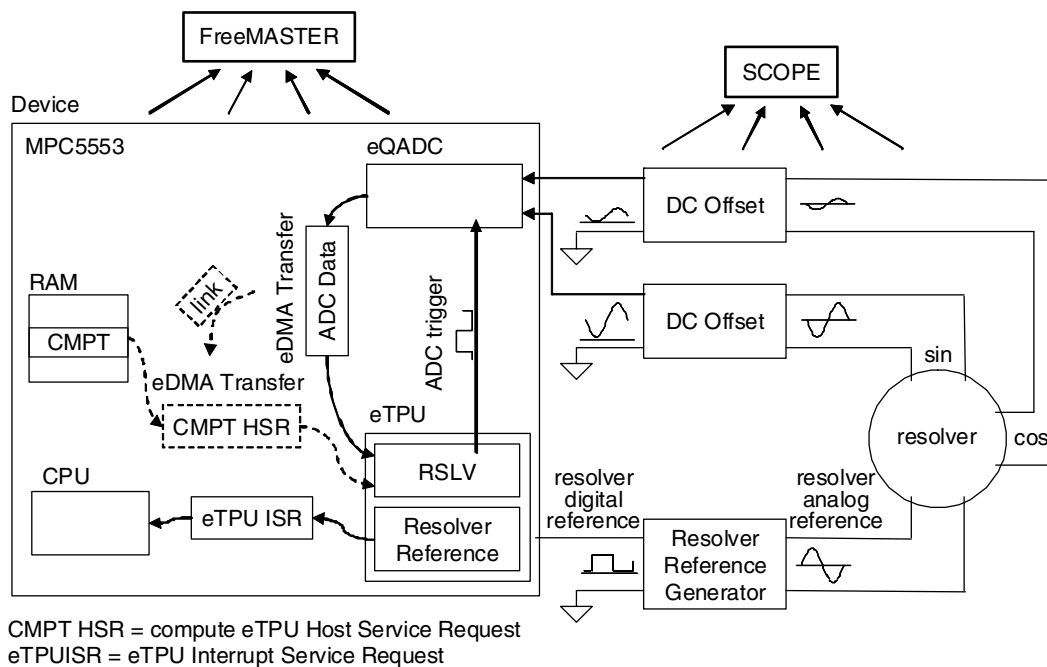 FreeMASTER
SCOPE
Device
MPC5553
eQADC
DC Offset
eDMA Transfer
ADC Data
ADC trigger
RAM
CMPT
link
eDMA Transfer
CMPT HSR
DC Offset
sin
resolver
cos
eTPU
RSLV
CPU
eTPU ISR
Resolver
Reference
resolver
digital
reference
resolver
analog
reference
Resolver
Reference
Generator
CMPT HSR = compute eTPU Host Service Request
eTPUISR = eTPU Interrupt Service Request